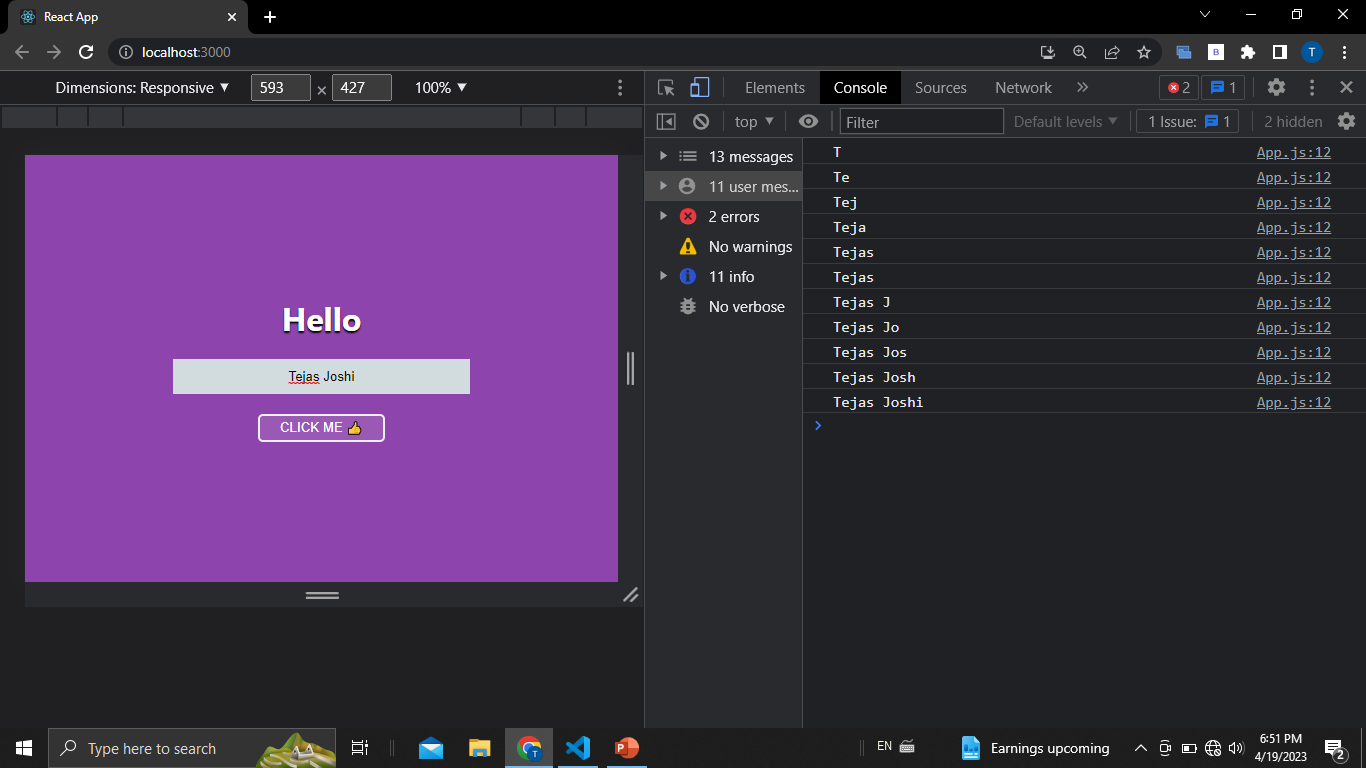 React App
localhost:3000
B
T
Dimensions: Responsive ▼ 593 × 427 100% ▼
Elements Console Sources Network » 2 1
top ▼ Filter Default levels ▼ 1 Issue: 1 2 hidden
13 messages
11 user mes...
2 errors
No warnings
11 info
No verbose
T App.js:12
Te App.js:12
Tej App.js:12
Teja App.js:12
Tejas App.js:12
Tejas App.js:12
Tejas J App.js:12
Tejas Jo App.js:12
Tejas Jos App.js:12
Tejas Josh App.js:12
Tejas Joshi App.js:12
Hello
Tejas Joshi
CLICK ME 👍
Type here to search
EN
Earnings upcoming
6:51 PM
4/19/2023
2